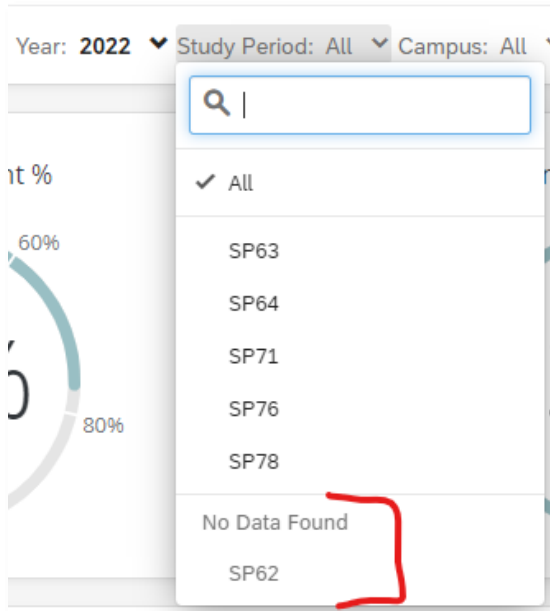 Year: 2022 Study Period: All Campus: All
All
nt %
60%
80%
SP63
SP64
SP71
SP76
SP78
No Data Found
SP62